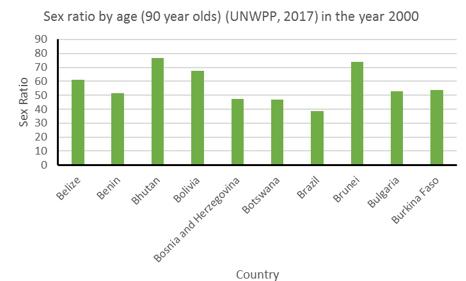 Sex ratio by age (90 year olds) (UNWPP, 2017) in the year 2000
90
80
70
60
50
40
30
20
10
0
Sex Ratio
Belize
Benin
Bhutan
Bolivia
Bosnia and Herzegovina
Botswana
Brazil
Brunei
Bulgaria
Burkina Faso
Country